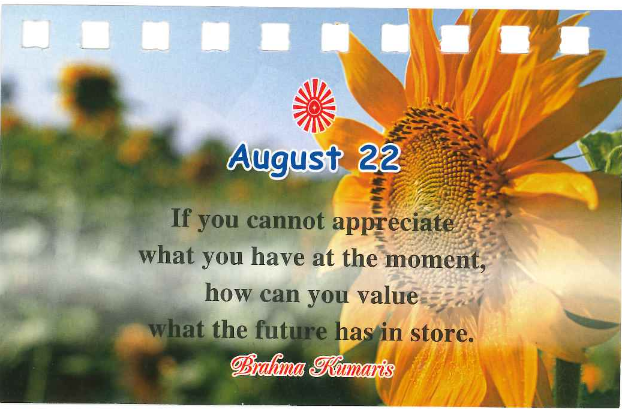 August 22
If you cannot appreciate
what you have at the moment,
how can you value
what the future has in store.
Brahma Kumaris